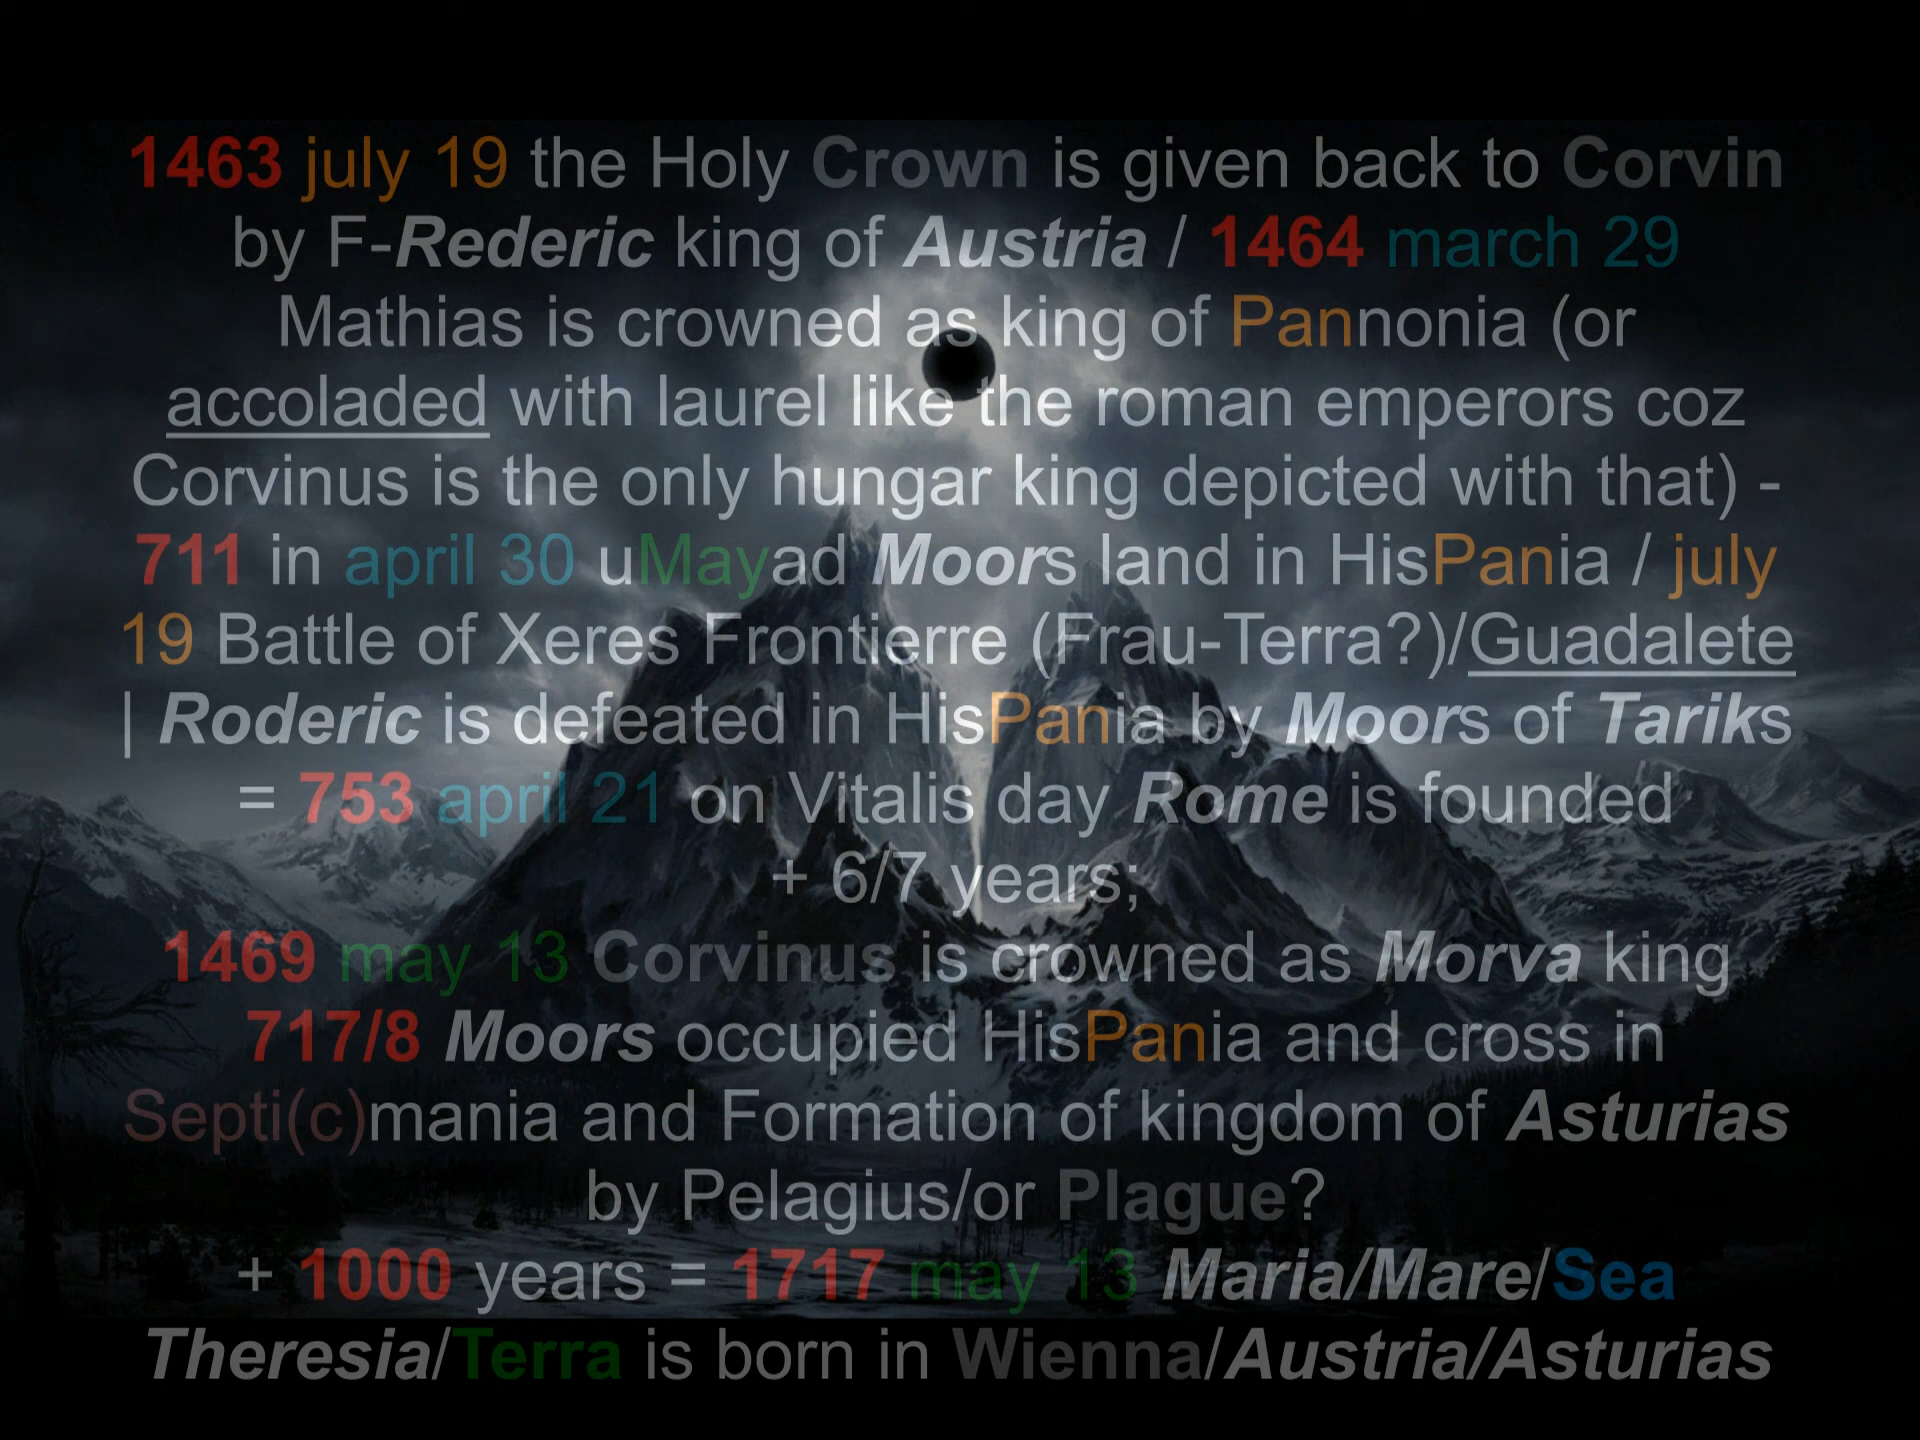 1463 july 19 the Holy Crown is given back to Corvin
by F-Rederic king of Austria / 1464 march 29
Mathias is crowned as king of Pannonia (or
accoladed with laurel like the roman emperors coz
Corvinus is the only hungar king depicted with that) -
711 in april 30 uMayad Moors land in HisPania / july
19 Battle of Xeres Frontierre (Frau-Terra?)/Guadalete
| Roderic is defeated in HisPania by Moors of Tariks
= 753 april 21 on Vitalis day Rome is founded
+ 6/7 years;
1469 may 13 Corvinus is crowned as Morva king
717/8 Moors occupied HisPania and cross in
Septi(c)mania and Formation of kingdom of Asturias
by Pelagius/or Plague?
+ 1000 years = 1717 may 13 Maria/Mare/Sea
Theresia/Terra is born in Wienna/Austria/Asturias